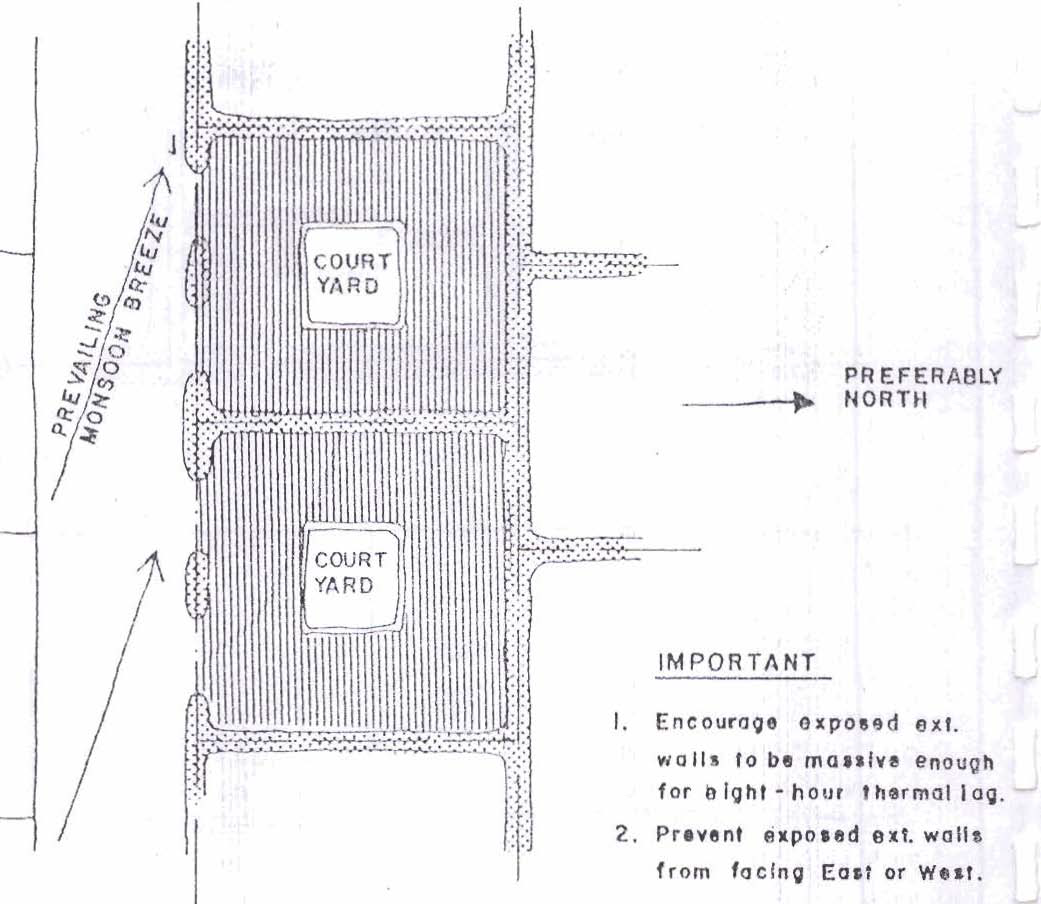 PREVAILING
MONSOON BREEZE
COURT
YARD
PREFERABLY
NORTH
COURT
YARD
IMPORTANT
1. Encourage exposed ext.
walls to be massive enough
for eight-hour thermal lag.
2. Prevent exposed ext. walls
from facing East or West.